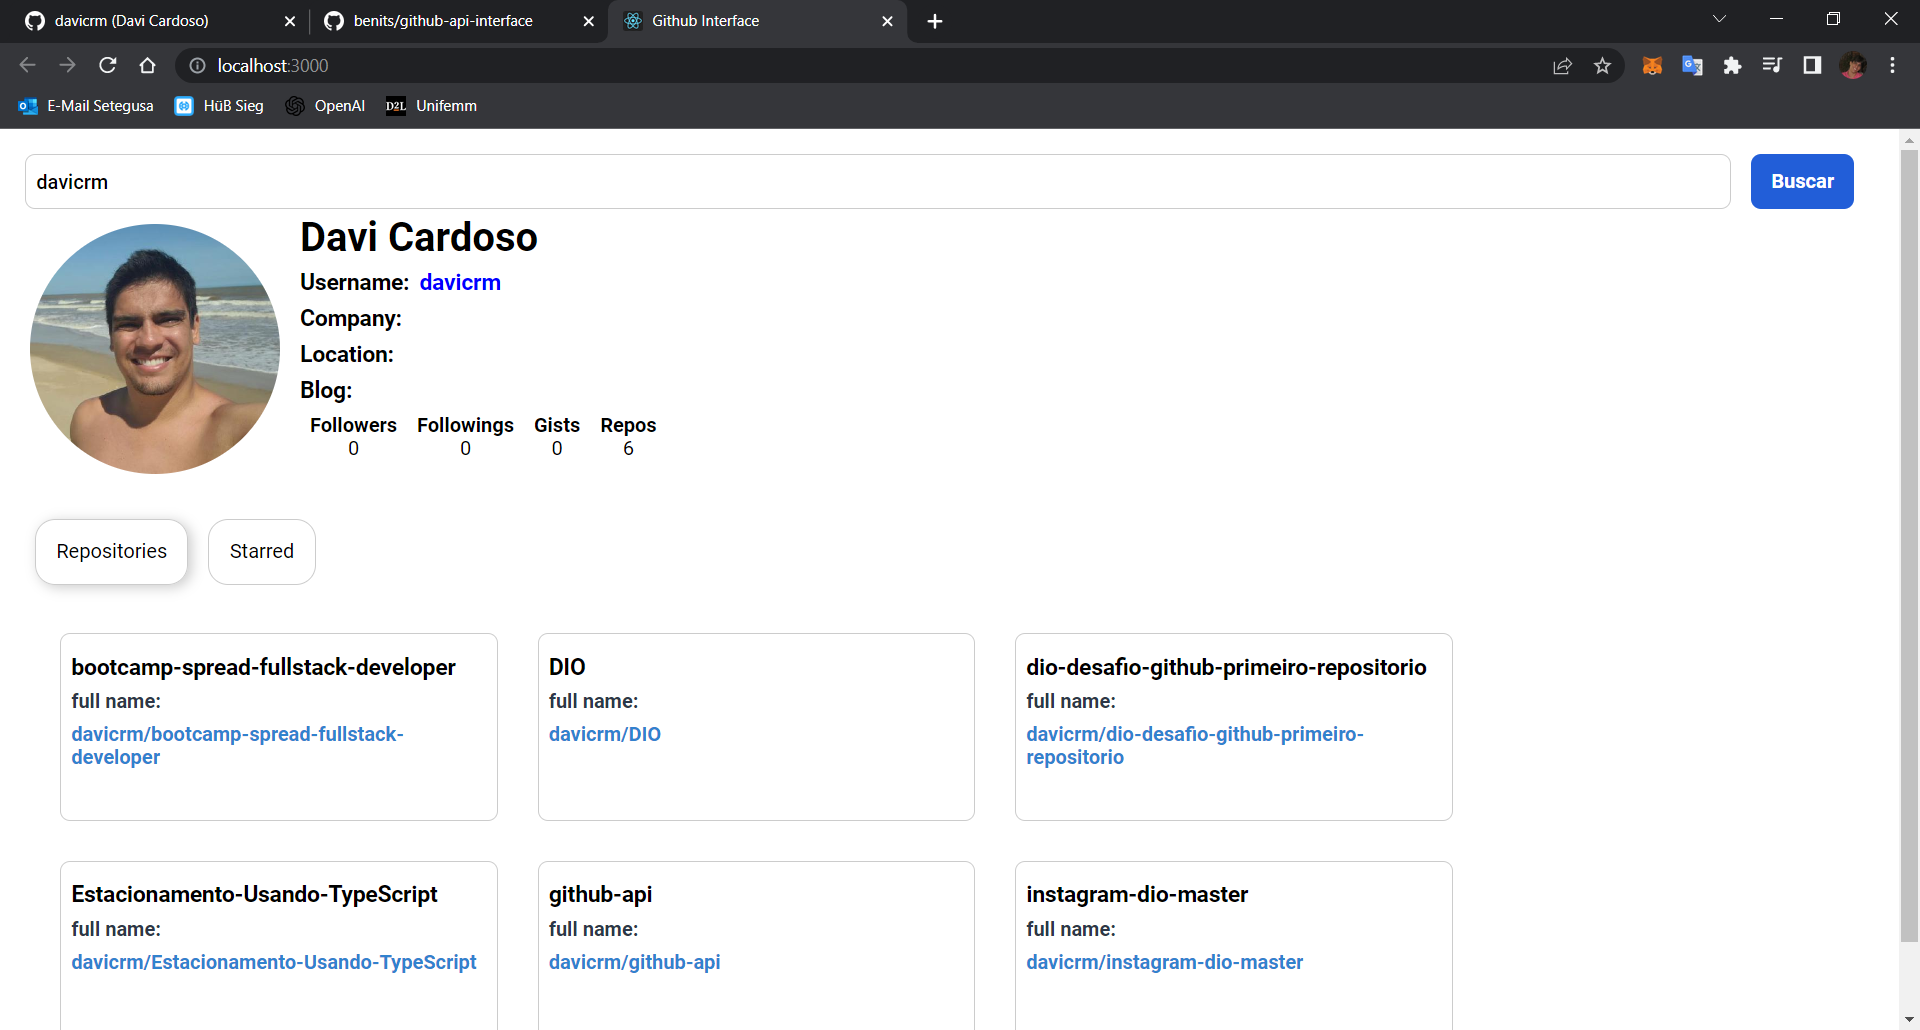 davicrm (Davi Cardoso)
benits/github-api-interface
Github Interface
localhost:3000
E-Mail Setegusa
HüB Sieg
OpenAI
D2L
Unifemm
davicrm
Buscar
Davi Cardoso
Username: davicrm
Company:
Location:
Blog:
Followers Followings Gists Repos
0 0 0 6
Repositories
Starred
bootcamp-spread-fullstack-developer
full name:
davicrm/bootcamp-spread-fullstack-
developer
DIO
full name:
davicrm/DIO
dio-desafio-github-primeiro-repositorio
full name:
davicrm/dio-desafio-github-primeiro-
repositorio
Estacionamento-Usando-TypeScript
full name:
davicrm/Estacionamento-Usando-TypeScript
github-api
full name:
davicrm/github-api
instagram-dio-master
full name:
davicrm/instagram-dio-master